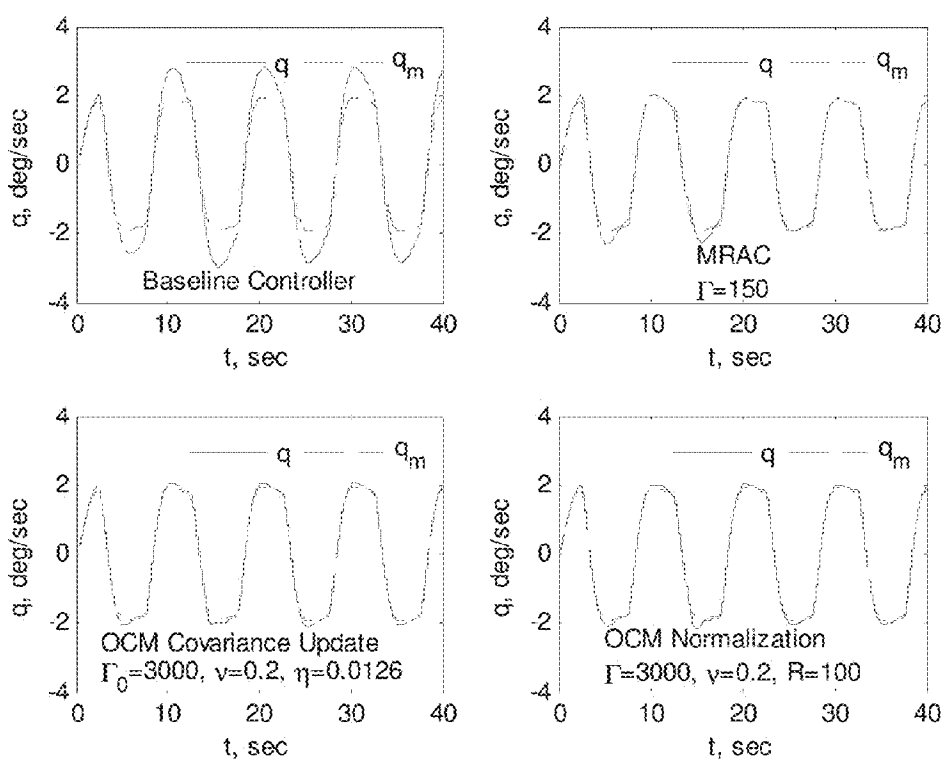 4
2
0
-2
-4
q, deg/sec
q
q_m
Baseline Controller
0 10 20 30 40
t, sec
4
2
0
-2
-4
q, deg/sec
q
q_m
MRAC
Γ=150
0 10 20 30 40
t, sec
4
2
0
-2
-4
q, deg/sec
q
q_m
OCM Covariance Update
Γ₀=3000, ν=0.2, η=0.0126
0 10 20 30 40
t, sec
4
2
0
-2
-4
q, deg/sec
q
q_m
OCM Normalization
Γ=3000, ν=0.2, R=100
0 10 20 30 40
t, sec